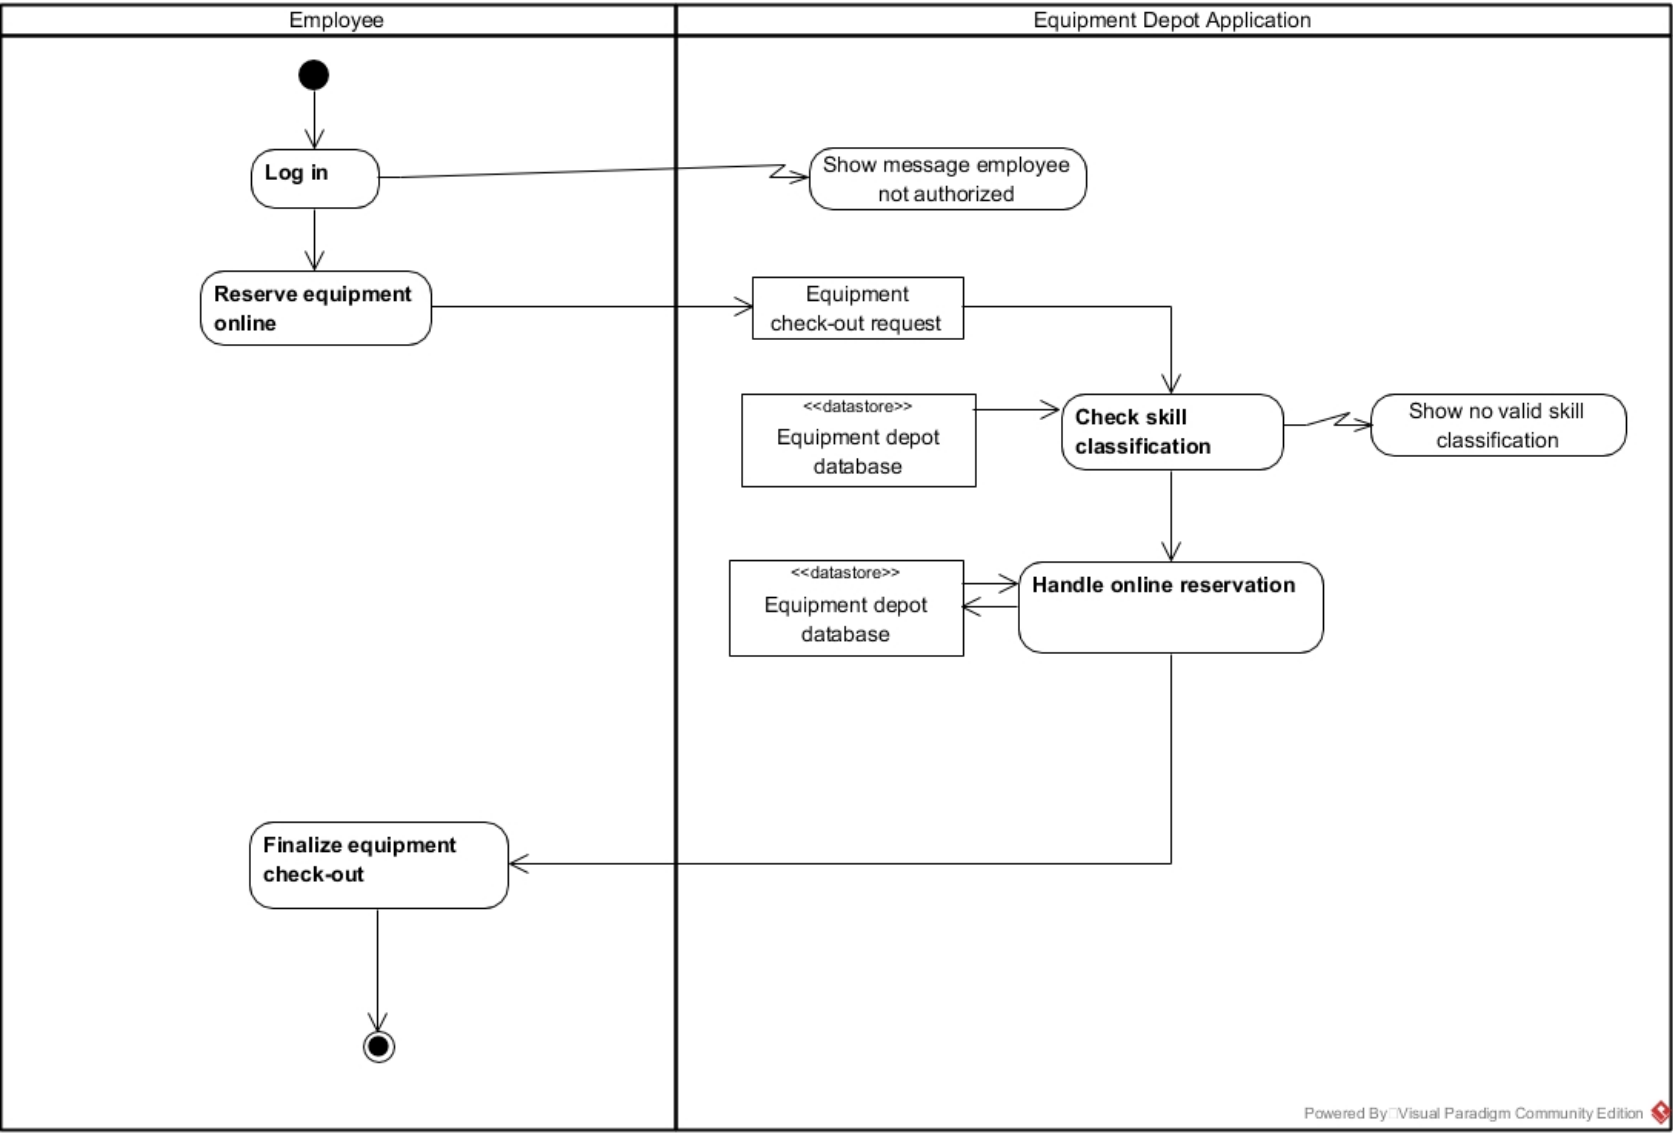 Employee
Equipment Depot Application
Log in
Show message employee
not authorized
Reserve equipment
online
Equipment
check-out request
<<datastore>>
Equipment depot
database
Check skill
classification
Show no valid skill
classification
<<datastore>>
Equipment depot
database
Handle online reservation
Finalize equipment
check-out
Powered By Visual Paradigm Community Edition